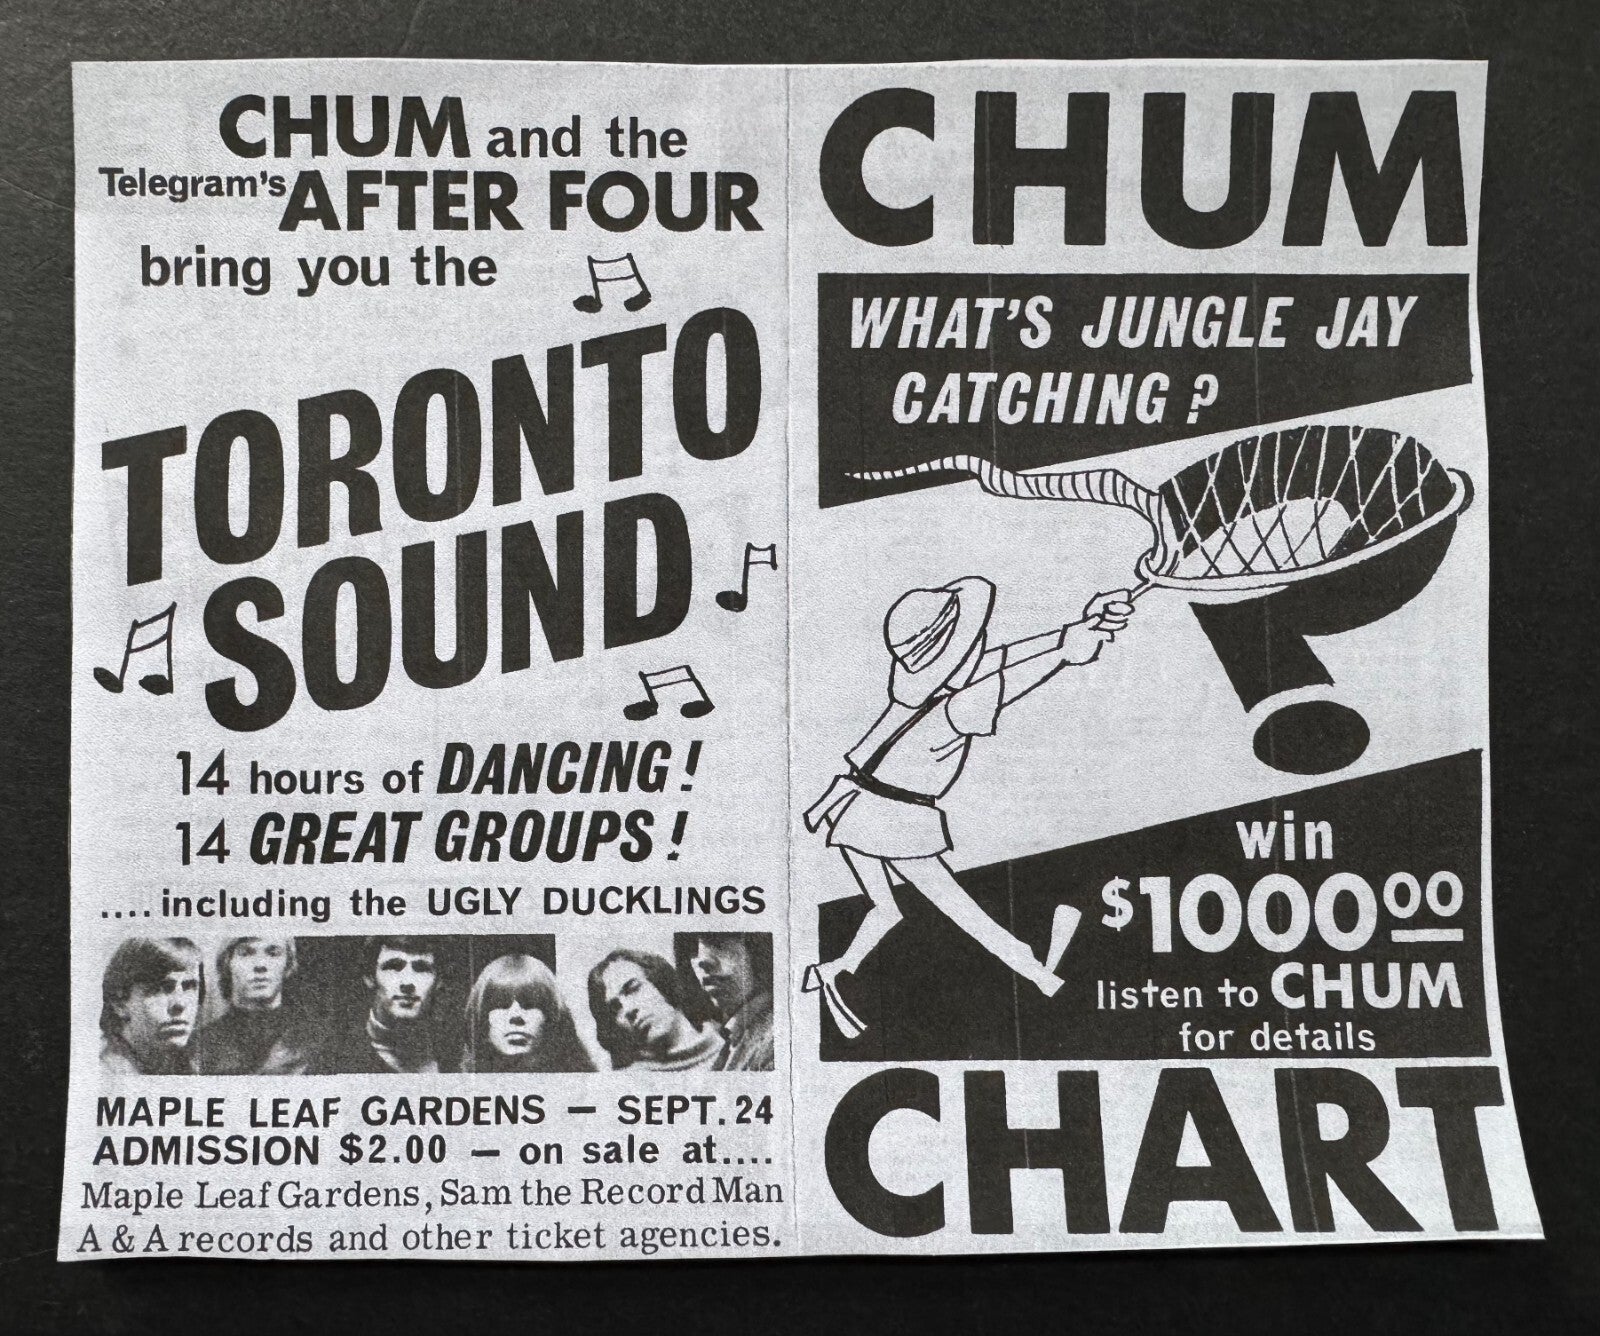 CHUM and the
Telegram's AFTER FOUR
bring you the
TORONTO
SOUND
14 hours of DANCING!
14 GREAT GROUPS!
.... including the UGLY DUCKLINGS
MAPLE LEAF GARDENS — SEPT. 24
ADMISSION $2.00 — on sale at....
Maple Leaf Gardens, Sam the Record Man
A & A records and other ticket agencies.
CHUM
WHAT'S JUNGLE JAY
CATCHING?
win
$1000.00
listen to CHUM
for details
CHART